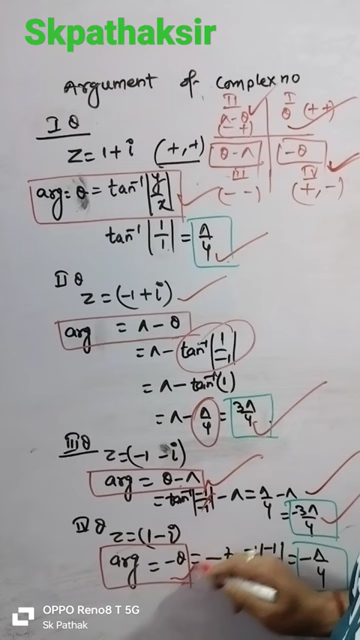 Skpathaksir
Argument of complex no
II I
π-θ θ (++)
(-+)
θ-π -θ
III IV
(--) (+,-)
I Q
z=1+i (+,+)
arg=θ=tan⁻¹|y/x|
tan⁻¹|1/1|=π/4
II Q
z=(-1+i)
arg =π-θ
=π-tan⁻¹|1/-1|
=π-tan⁻¹(1)
=π-π/4=3π/4
III Q z=(-1-i)
arg=θ-π
=tan⁻¹|-1/-1|-π=π/4-π
=-3π/4
IV Q z=(1-i)
arg=-θ = =-π/4
OPPO Reno8 T 5G
Sk Pathak